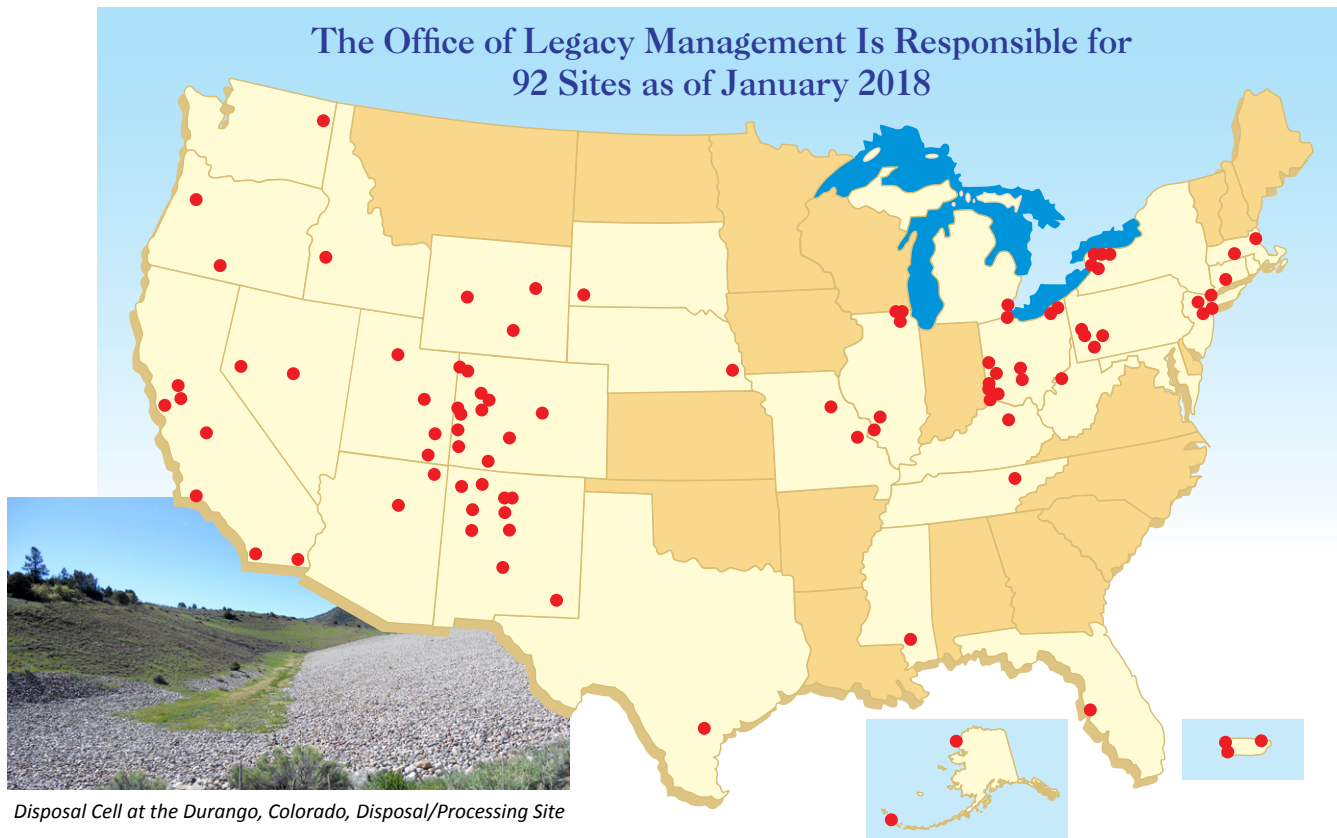 The Office of Legacy Management Is Responsible for
92 Sites as of January 2018
Disposal Cell at the Durango, Colorado, Disposal/Processing Site